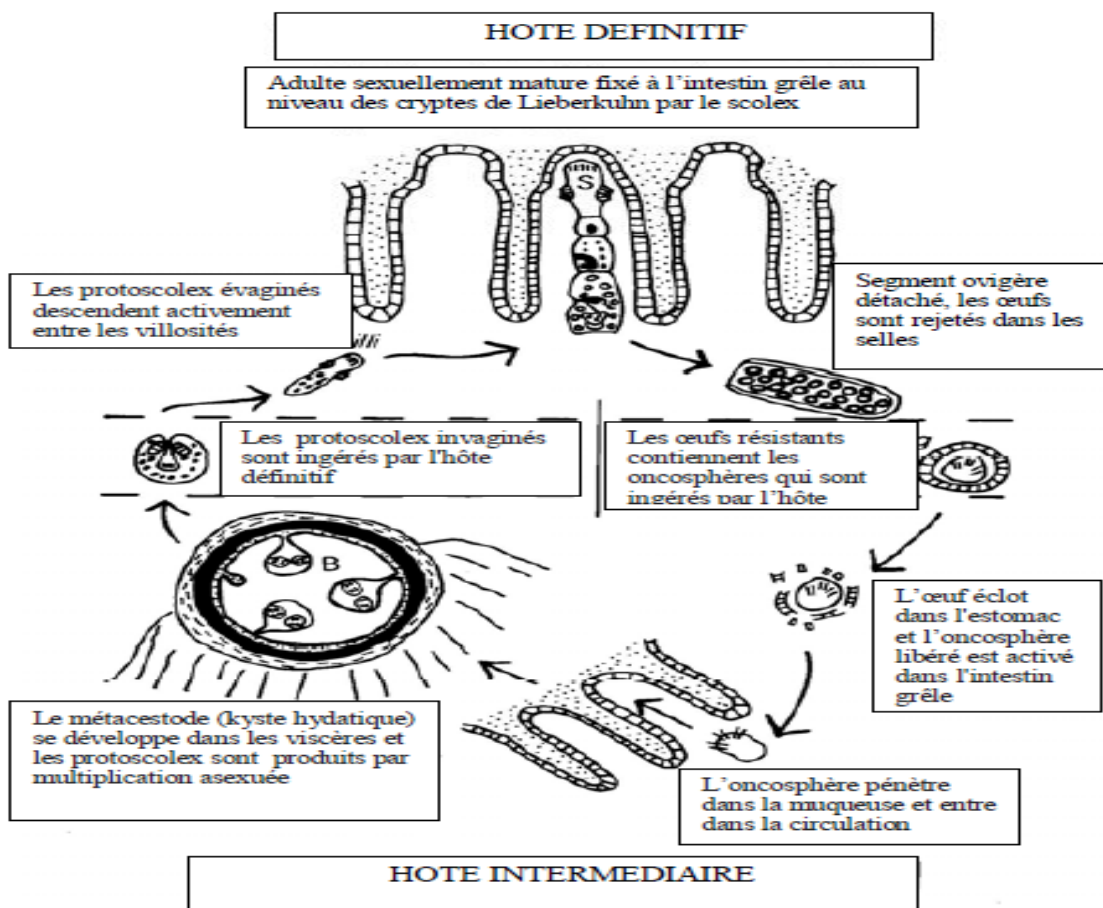 HOTE DEFINITIF
Adulte sexuellement mature fixé à l'intestin grêle au
niveau des cryptes de Lieberkuhn par le scolex
S
Les protoscolex évaginés
descendent activement
entre les villosités
Segment ovigère
détaché, les œufs
sont rejetés dans les
selles
Les protoscolex invaginés
sont ingérés par l'hôte
définitif
Les œufs résistants
contiennent les
oncosphères qui sont
ingérés par l'hôte
B
L'œuf éclot
dans l'estomac
et l'oncosphère
libéré est activé
dans l'intestin
grêle
Le métacestode (kyste hydatique)
se développe dans les viscères et
les protoscolex sont produits par
multiplication asexuée
L'oncosphère pénètre
dans la muqueuse et entre
dans la circulation
HOTE INTERMEDIAIRE